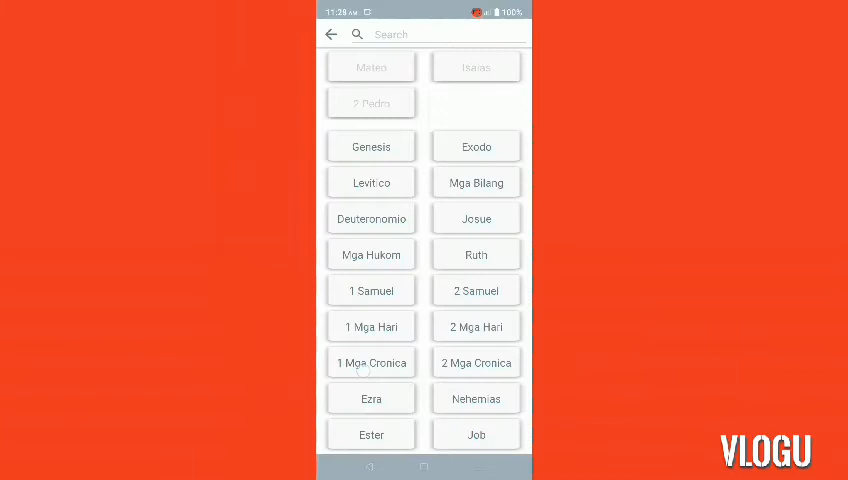 11:28 AM 100%
Search
Mateo Isaias
2 Pedro
Genesis Exodo
Levitico Mga Bilang
Deuteronomio Josue
Mga Hukom Ruth
1 Samuel 2 Samuel
1 Mga Hari 2 Mga Hari
1 Mga Cronica 2 Mga Cronica
Ezra Nehemias
Ester Job
VLOGU